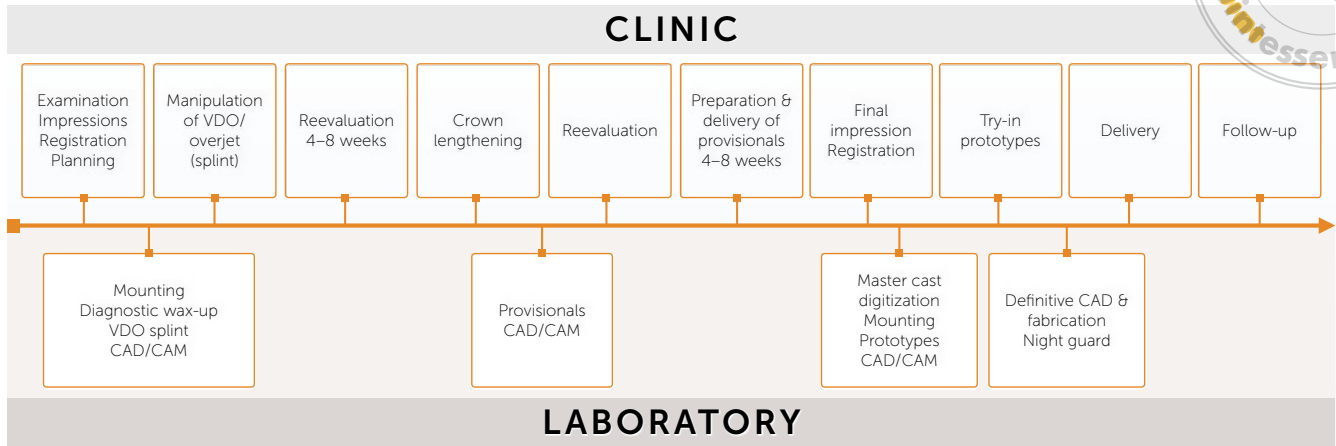 CLINIC
Examination
Impressions
Registration
Planning
Manipulation
of VDO/
overjet
(splint)
Reevaluation
4–8 weeks
Crown
lengthening
Reevaluation
Preparation &
delivery of
provisionals
4–8 weeks
Final
impression
Registration
Try-in
prototypes
Delivery
Follow-up
Mounting
Diagnostic wax-up
VDO splint
CAD/CAM
Provisionals
CAD/CAM
Master cast
digitization
Mounting
Prototypes
CAD/CAM
Definitive CAD &
fabrication
Night guard
LABORATORY